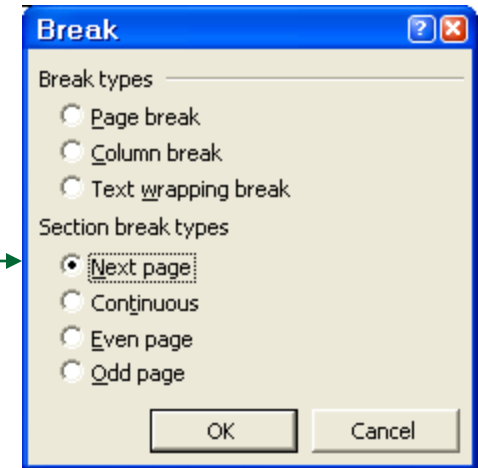 Break
Break types
Page break
Column break
Text wrapping break
Section break types
Next page
Continuous
Even page
Odd page
OK Cancel